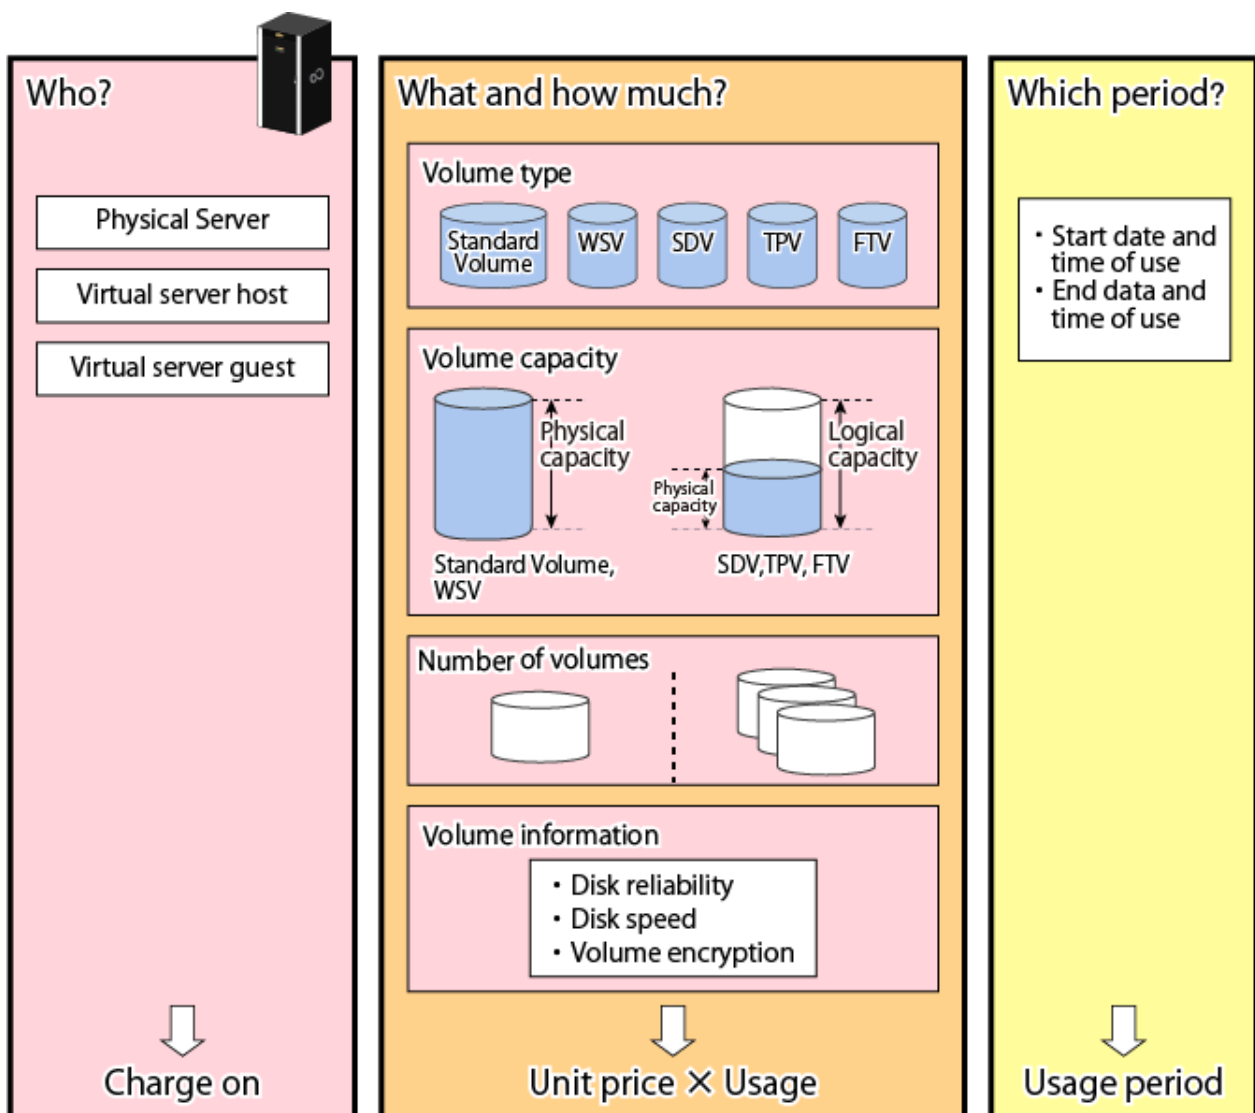 Who?
Physical Server
Virtual server host
Virtual server guest
Charge on
What and how much?
Volume type
Standard
Volume
WSV
SDV
TPV
FTV
Volume capacity
Physical
capacity
Standard Volume,
WSV
Logical
capacity
Physical
capacity
SDV,TPV, FTV
Number of volumes
Volume information
・Disk reliability
・Disk speed
・Volume encryption
Unit price × Usage
Which period?
・Start date and
time of use
・End data and
time of use
Usage period